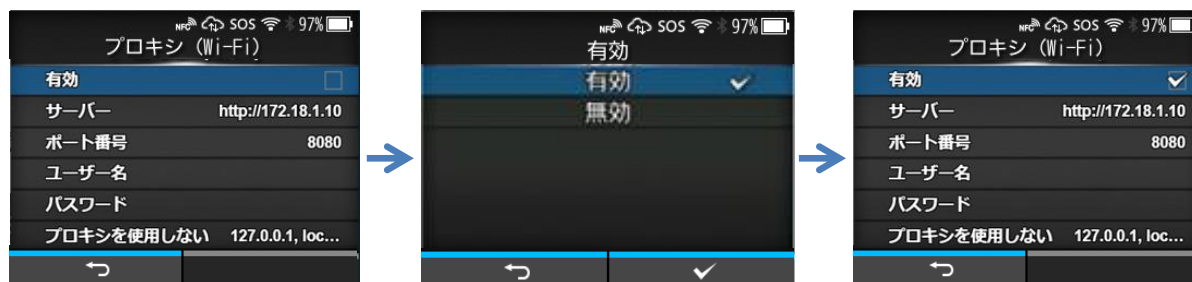 NFC SOS 97%
プロキシ (Wi-Fi)
有効
サーバー http://172.18.1.10
ポート番号 8080
ユーザー名
パスワード
プロキシを使用しない 127.0.0.1, loc...
NFC SOS 97%
有効
有効
無効
NFC SOS 97%
プロキシ (Wi-Fi)
有効
サーバー http://172.18.1.10
ポート番号 8080
ユーザー名
パスワード
プロキシを使用しない 127.0.0.1, loc...